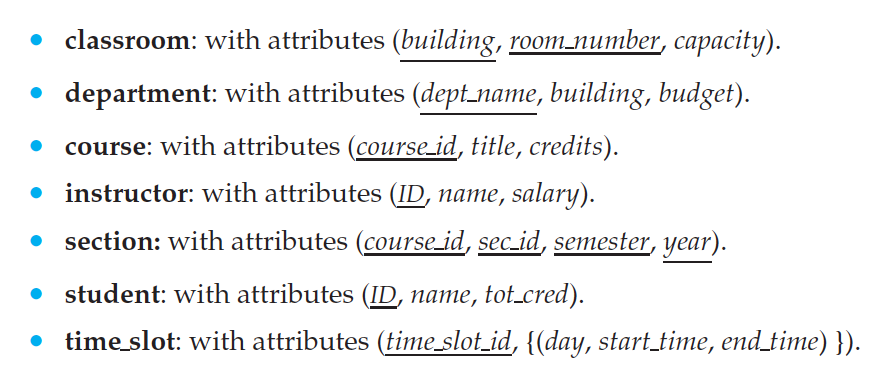 • classroom: with attributes (building, room_number, capacity).
• department: with attributes (dept_name, building, budget).
• course: with attributes (course_id, title, credits).
• instructor: with attributes (ID, name, salary).
• section: with attributes (course_id, sec_id, semester, year).
• student: with attributes (ID, name, tot_cred).
• time_slot: with attributes (time_slot_id, {(day, start_time, end_time) }).